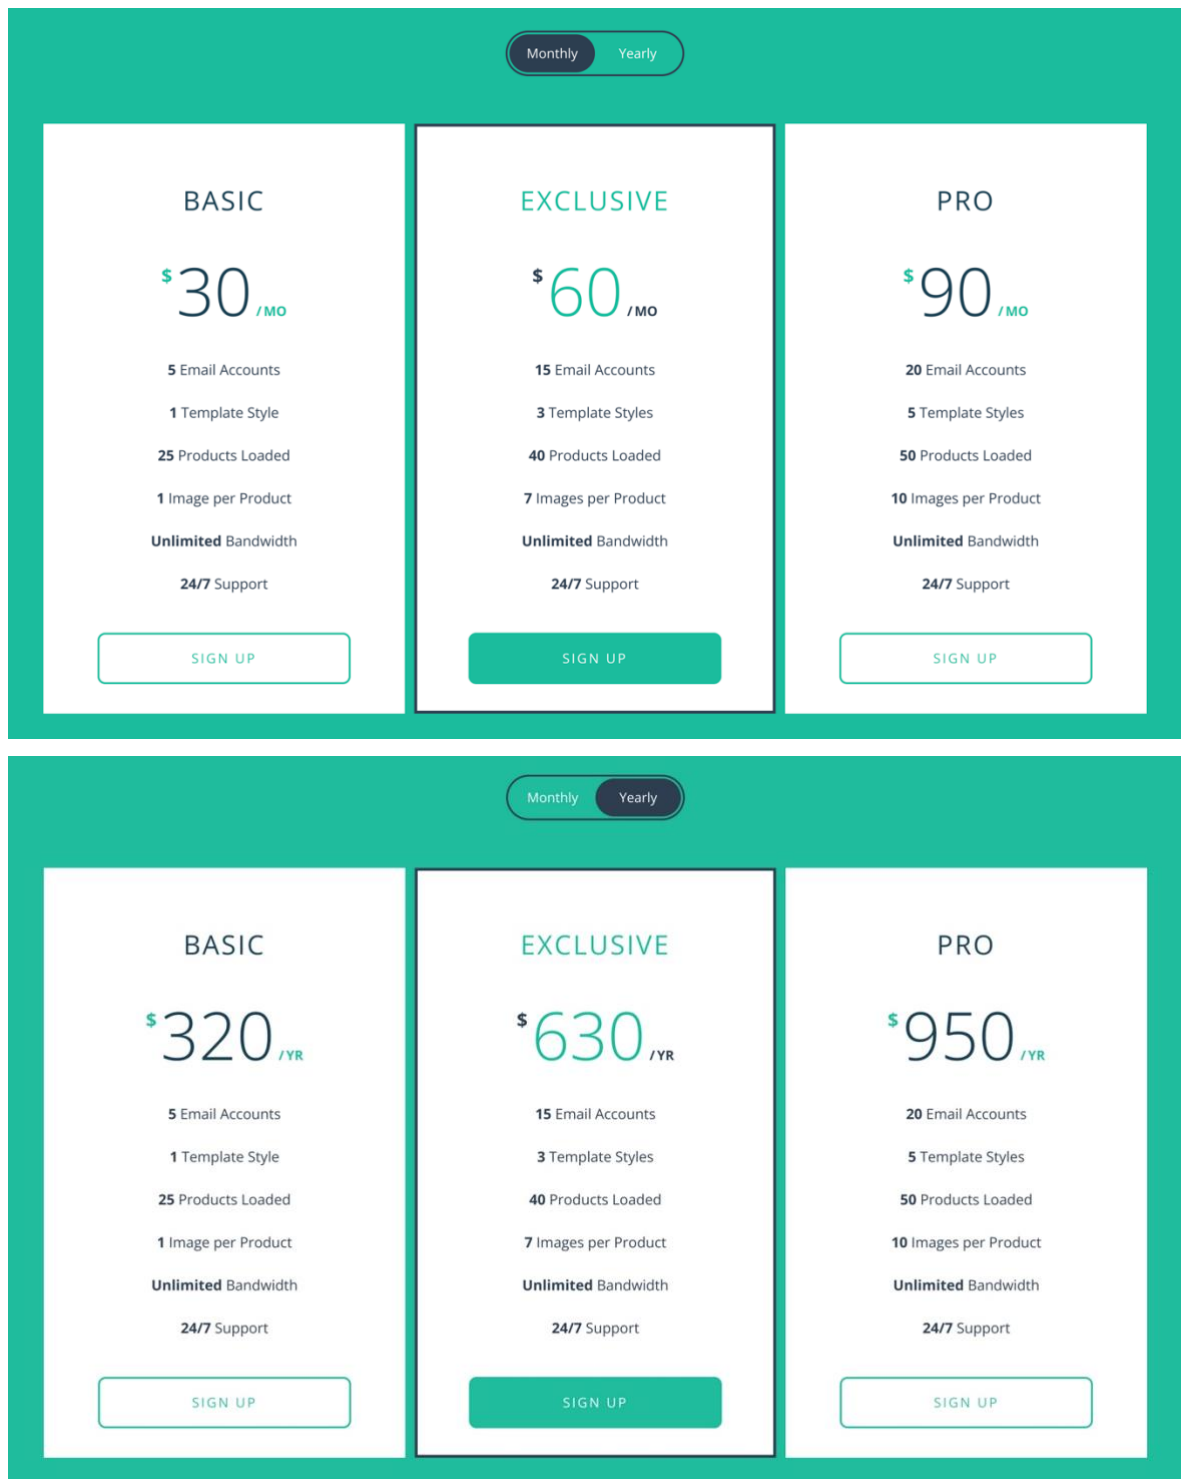 Monthly Yearly
BASIC
$30/MO
5 Email Accounts
1 Template Style
25 Products Loaded
1 Image per Product
Unlimited Bandwidth
24/7 Support
SIGN UP
EXCLUSIVE
$60/MO
15 Email Accounts
3 Template Styles
40 Products Loaded
7 Images per Product
Unlimited Bandwidth
24/7 Support
SIGN UP
PRO
$90/MO
20 Email Accounts
5 Template Styles
50 Products Loaded
10 Images per Product
Unlimited Bandwidth
24/7 Support
SIGN UP
Monthly Yearly
BASIC
$320/YR
5 Email Accounts
1 Template Style
25 Products Loaded
1 Image per Product
Unlimited Bandwidth
24/7 Support
SIGN UP
EXCLUSIVE
$630/YR
15 Email Accounts
3 Template Styles
40 Products Loaded
7 Images per Product
Unlimited Bandwidth
24/7 Support
SIGN UP
PRO
$950/YR
20 Email Accounts
5 Template Styles
50 Products Loaded
10 Images per Product
Unlimited Bandwidth
24/7 Support
SIGN UP